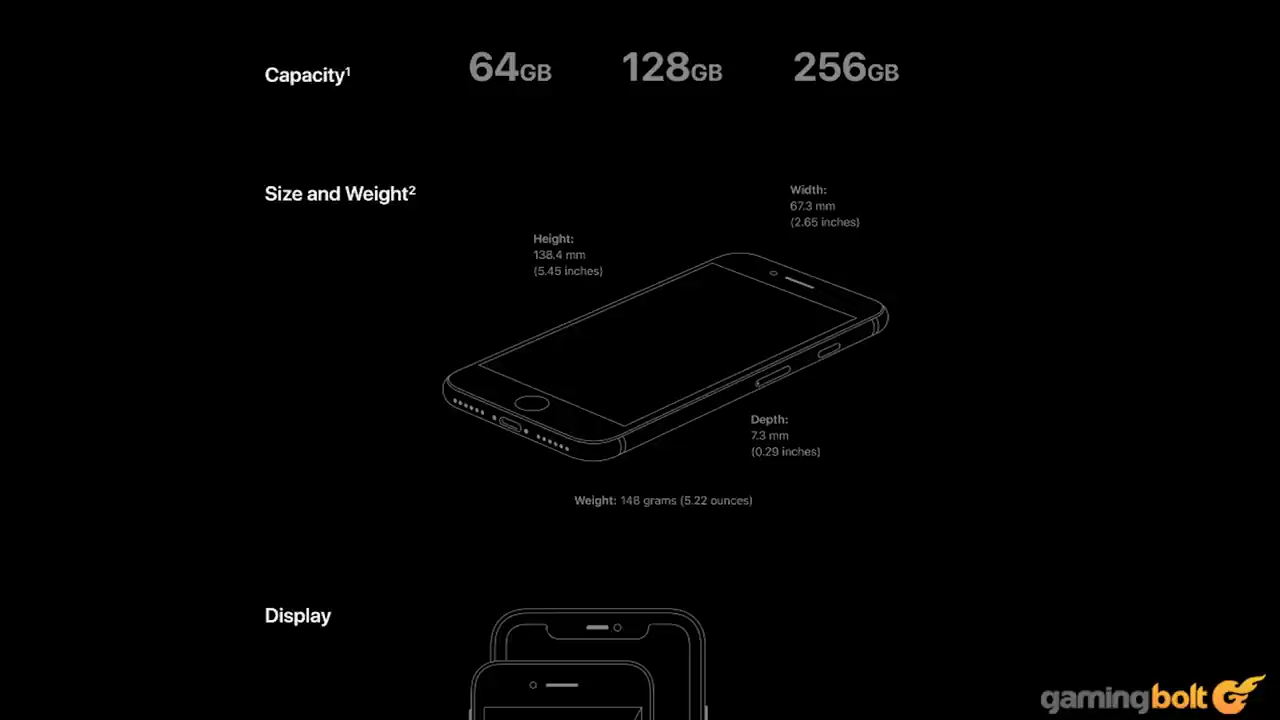 Capacity¹
64GB 128GB 256GB
Size and Weight²
Width:
67.3 mm
(2.65 inches)
Height:
138.4 mm
(5.45 inches)
Depth:
7.3 mm
(0.29 inches)
Weight: 148 grams (5.22 ounces)
Display
gamingbolt